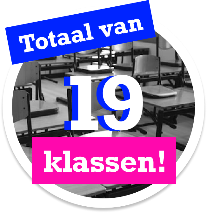 Totaal van
19
klassen!